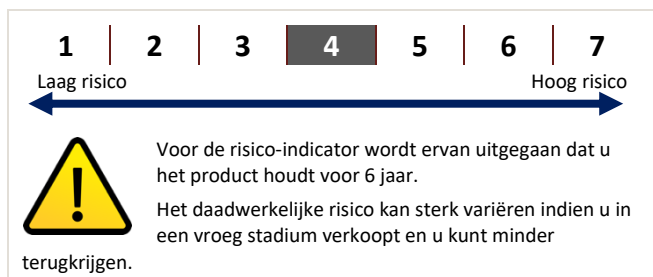 1 2 3 4 5 6 7
Laag risico Hoog risico
Voor de risico-indicator wordt ervan uitgegaan dat u
het product houdt voor 6 jaar.
Het daadwerkelijke risico kan sterk variëren indien u in
een vroeg stadium verkoopt en u kunt minder
terugkrijgen.